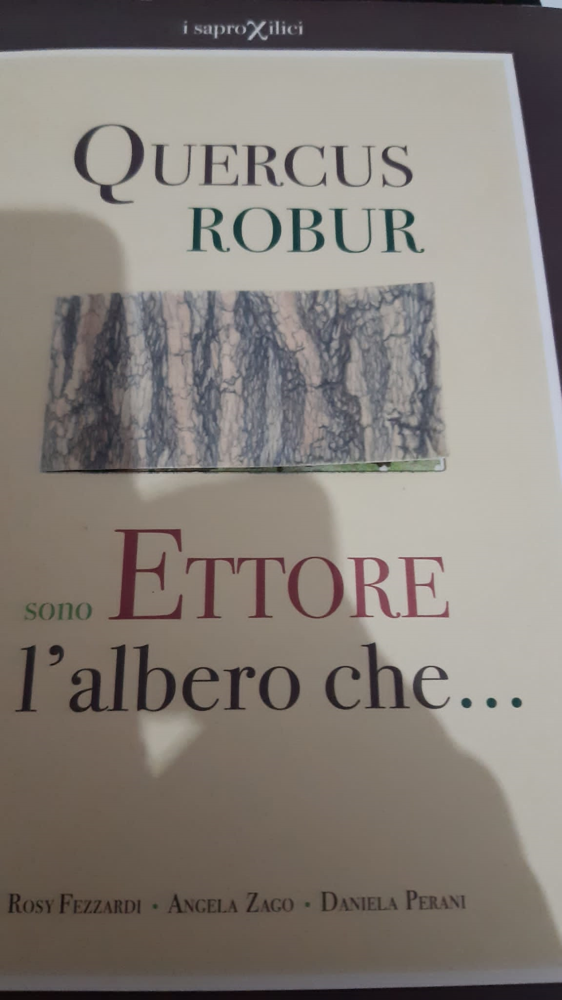 i saproXilici
QUERCUS
ROBUR
sono ETTORE
l'albero che...
ROSY FEZZARDI • ANGELA ZAGO • DANIELA PERANI